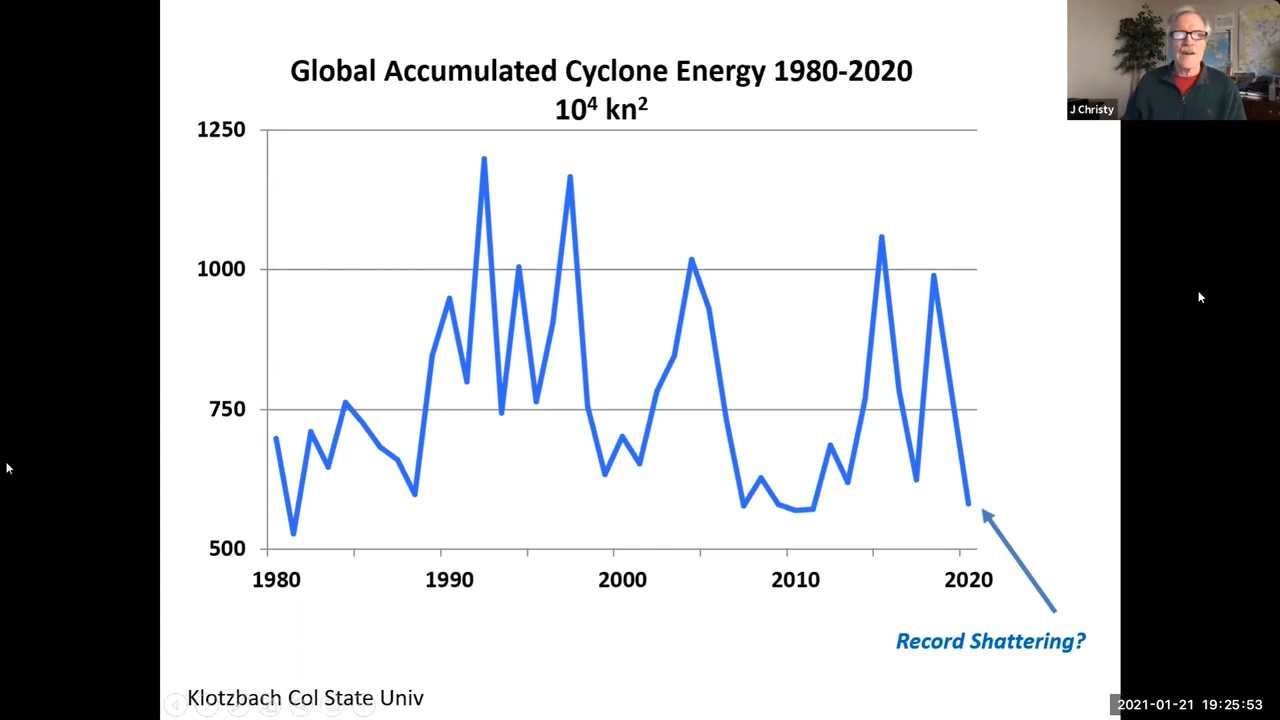 J Christy
Global Accumulated Cyclone Energy 1980-2020
10⁴ kn²
1250
1000
750
500
1980
1990
2000
2010
2020
Record Shattering?
Klotzbach Col State Univ
2021-01-21 19:25:53